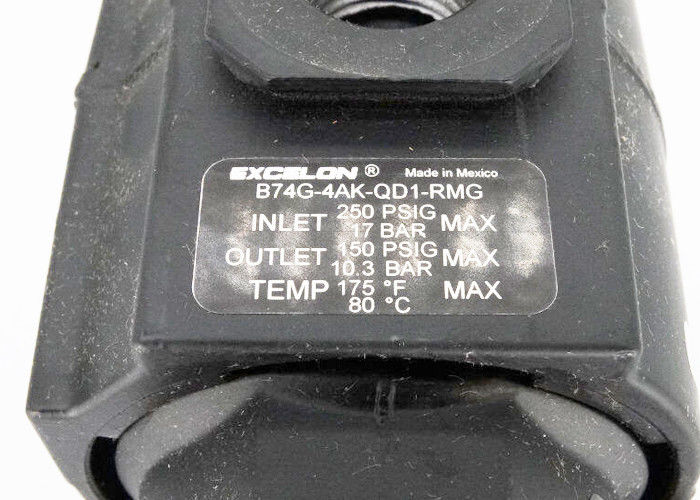 EXCELON ® Made in Mexico
B74G-4AK-QD1-RMG
INLET 250 PSIG MAX
17 BAR
OUTLET 150 PSIG MAX
10.3 BAR
TEMP 175 °F MAX
80 °C